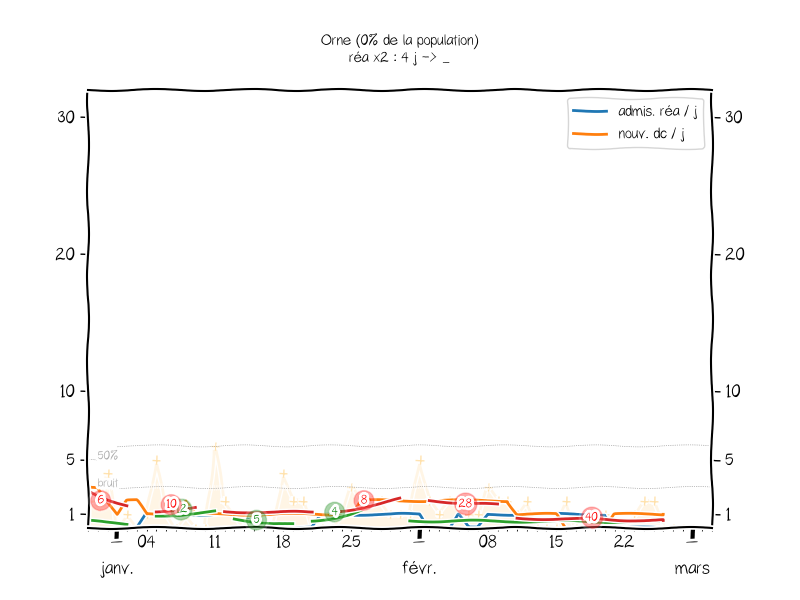 Orne (0% de la population)
réa x2 : 4 j -> _
30 30
admis. réa / j
nouv. dc / j
20 20
10 10
5 50% 5
bruit
6 10 2 5 4 8 28 40
1 1
04 11 18 25 08 15 22
janv. févr. mars